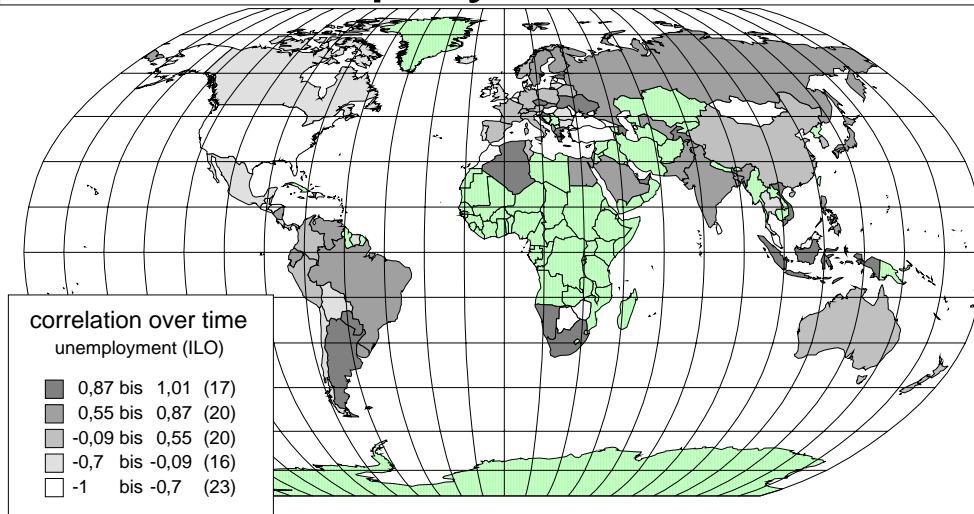 correlation over time
unemployment (ILO)
0,87 bis 1,01 (17)
0,55 bis 0,87 (20)
-0,09 bis 0,55 (20)
-0,7 bis -0,09 (16)
-1 bis -0,7 (23)